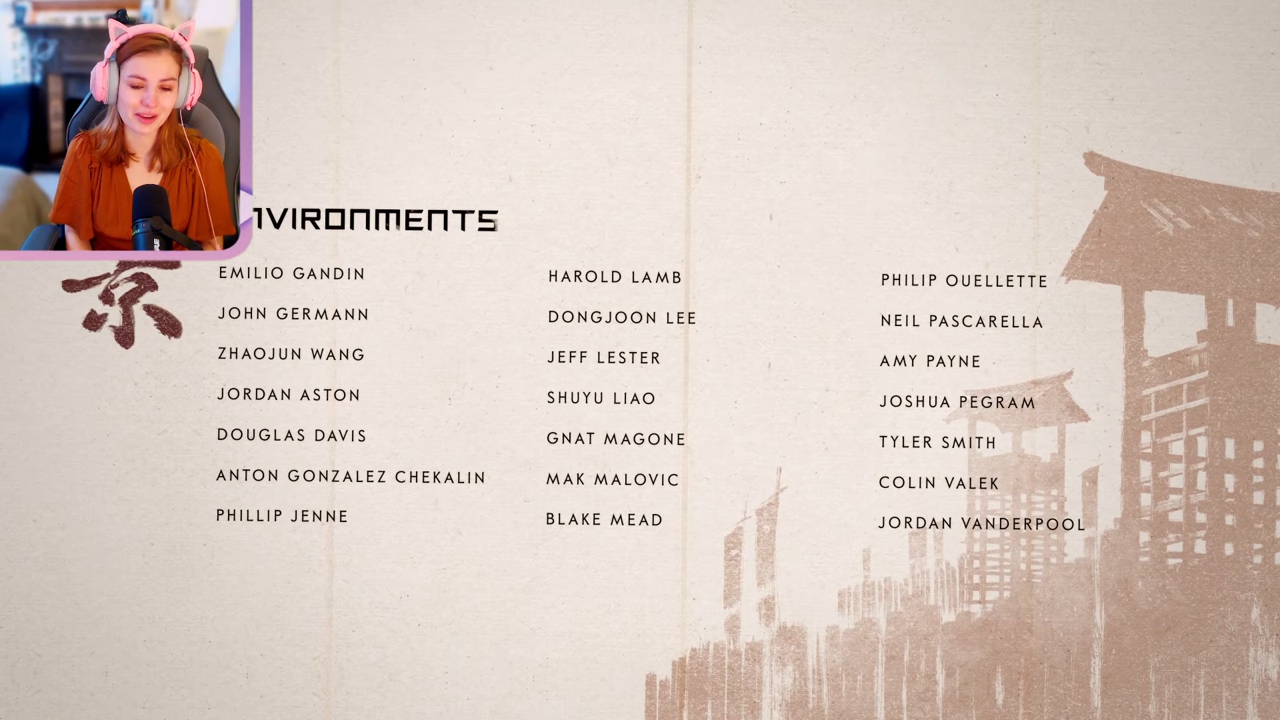 NVIRONMENTS
京
EMILIO GANDIN
JOHN GERMANN
ZHAOJUN WANG
JORDAN ASTON
DOUGLAS DAVIS
ANTON GONZALEZ CHEKALIN
PHILLIP JENNE
HAROLD LAMB
DONGJOON LEE
JEFF LESTER
SHUYU LIAO
GNAT MAGONE
MAK MALOVIC
BLAKE MEAD
PHILIP OUELLETTE
NEIL PASCARELLA
AMY PAYNE
JOSHUA PEGRAM
TYLER SMITH
COLIN VALEK
JORDAN VANDERPOOL